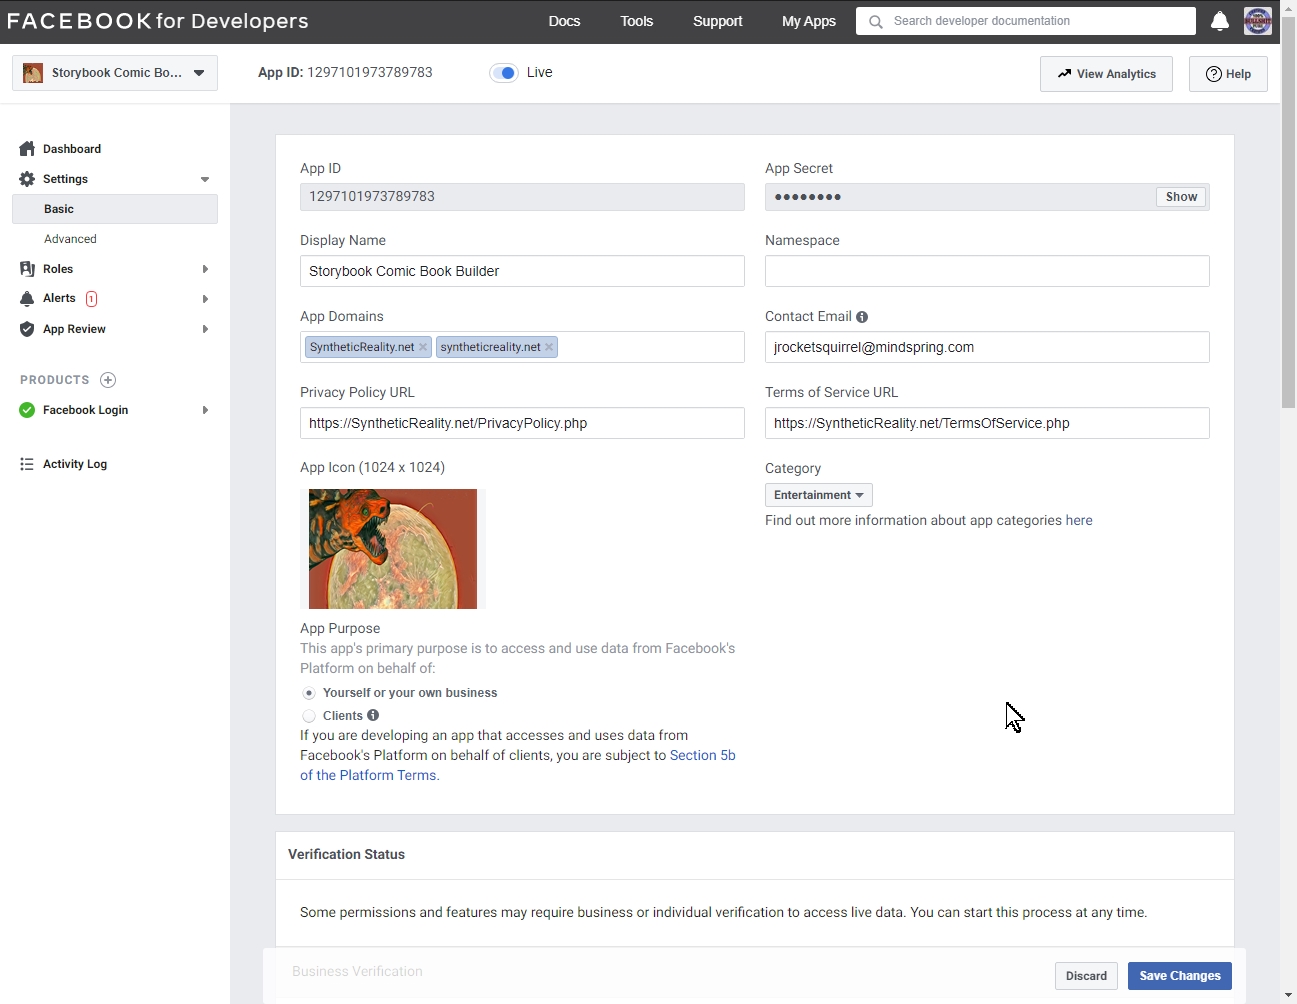 FACEBOOK for Developers
Docs
Tools
Support
My Apps
Search developer documentation
Storybook Comic Bo...
App ID: 1297101973789783
Live
View Analytics
Help
Dashboard
Settings
Basic
Advanced
Roles
Alerts 1
App Review
PRODUCTS
Facebook Login
Activity Log
App ID
1297101973789783
App Secret
●●●●●●●●
Show
Display Name
Storybook Comic Book Builder
Namespace
App Domains
SyntheticReality.net
syntheticreality.net
Contact Email
jrocketsquirrel@mindspring.com
Privacy Policy URL
https://SyntheticReality.net/PrivacyPolicy.php
Terms of Service URL
https://SyntheticReality.net/TermsOfService.php
App Icon (1024 x 1024)
Category
Entertainment
Find out more information about app categories here
App Purpose
This app's primary purpose is to access and use data from Facebook's
Platform on behalf of:
Yourself or your own business
Clients
If you are developing an app that accesses and uses data from
Facebook's Platform on behalf of clients, you are subject to Section 5b
of the Platform Terms.
Verification Status
Some permissions and features may require business or individual verification to access live data. You can start this process at any time.
Business Verification
Discard
Save Changes